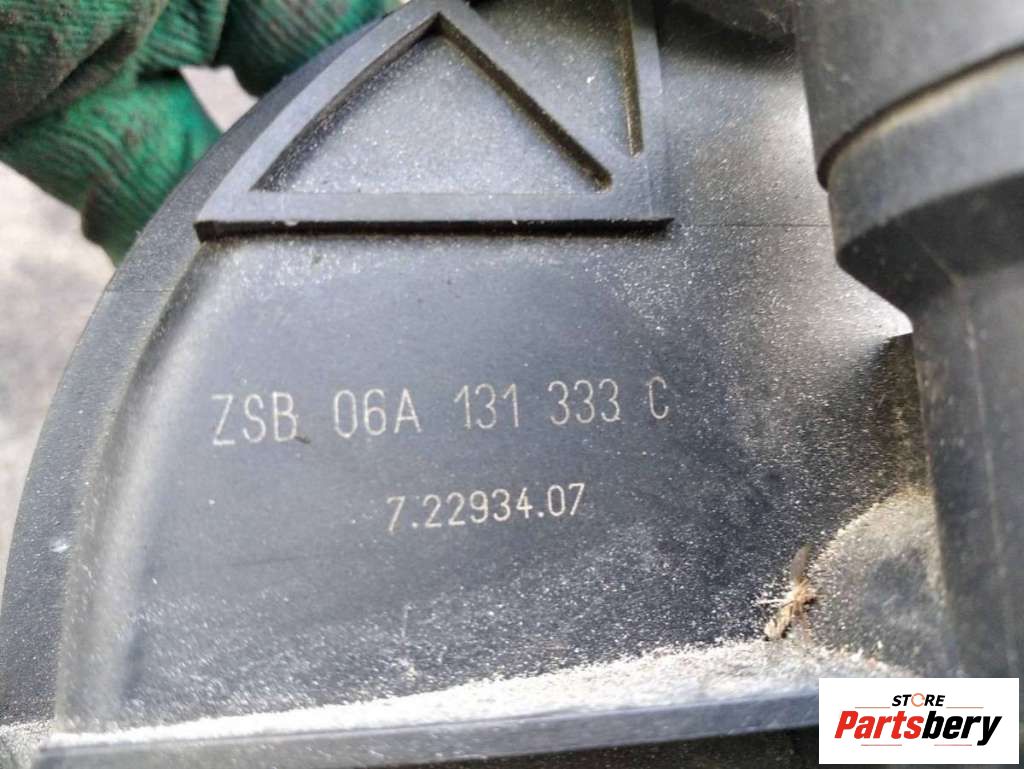 ZSB 06A 131 333 C
7.22934.07
STORE
Partsbery